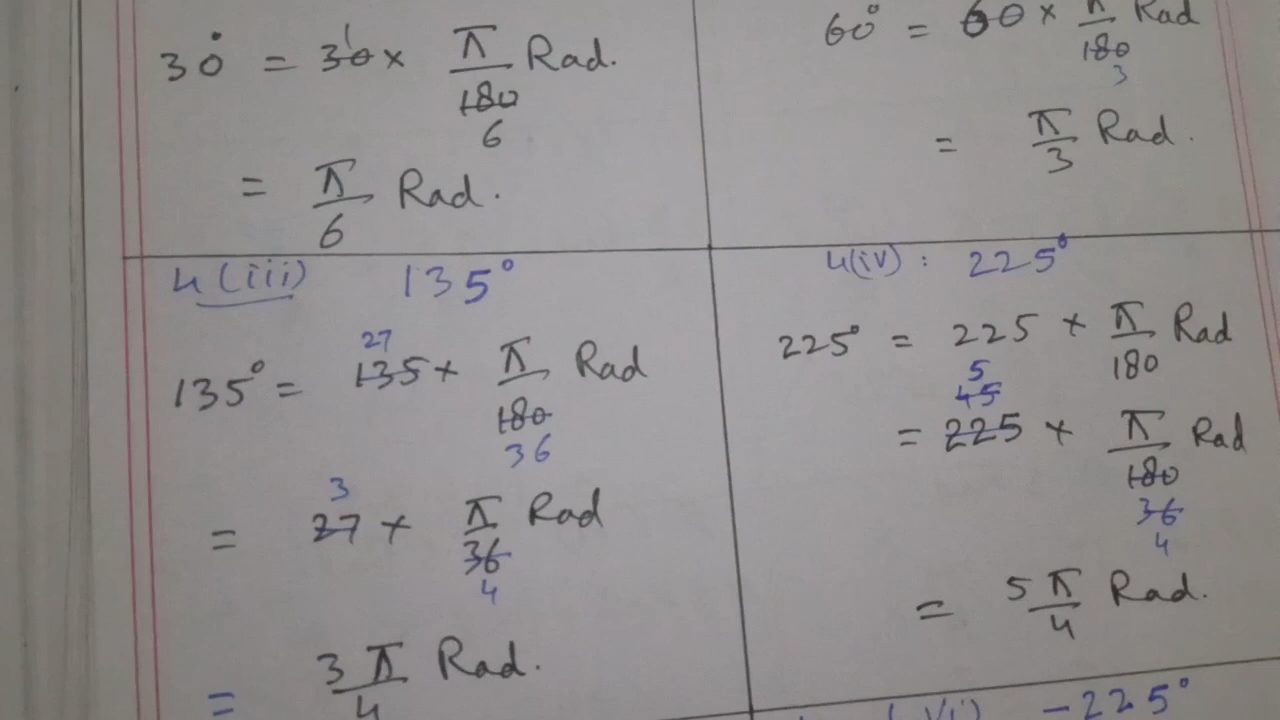 30° = 30 × π/180 Rad.
1
6
= π/6 Rad.
60° = 60 × π/180 Rad
3
= π/3 Rad.
4(iii) 135°
27
135° = 135 × π/180 Rad
36
3
= 27 × π/36 Rad
4
= 3π/4 Rad.
4(iv): 225°
225° = 225 × π/180 Rad
5
45
= 225 × π/180 Rad
36
4
= 5π/4 Rad.
-225°